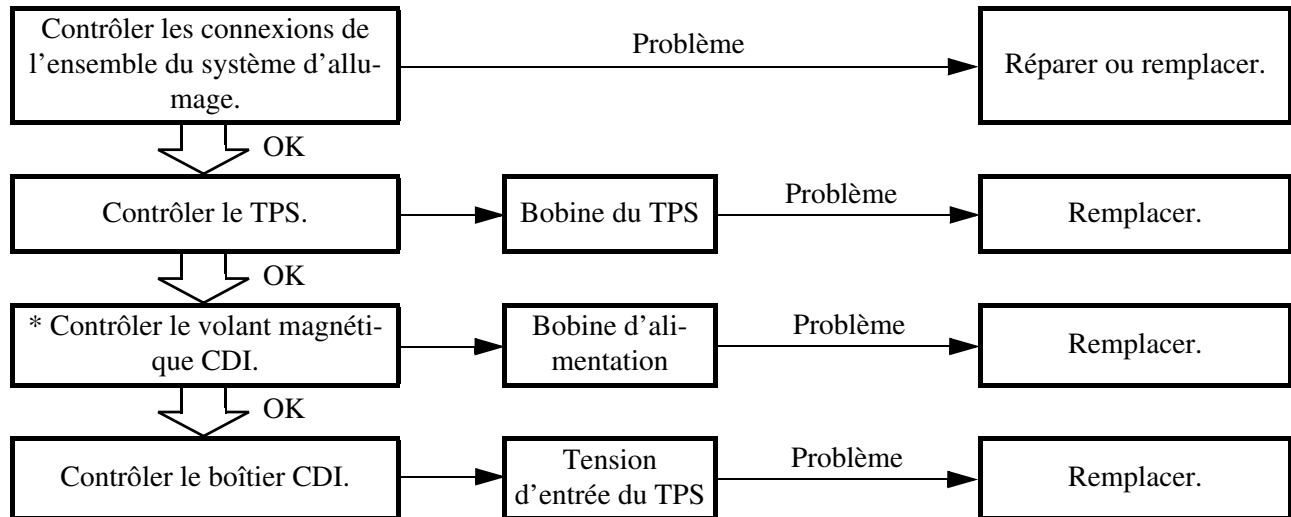 Contrôler les connexions de
l'ensemble du système d'allu-
mage.
Problème
Réparer ou remplacer.
OK
Contrôler le TPS.
Bobine du TPS
Problème
Remplacer.
OK
* Contrôler le volant magnéti-
que CDI.
Bobine d'ali-
mentation
Problème
Remplacer.
OK
Contrôler le boîtier CDI.
Tension
d'entrée du TPS
Problème
Remplacer.